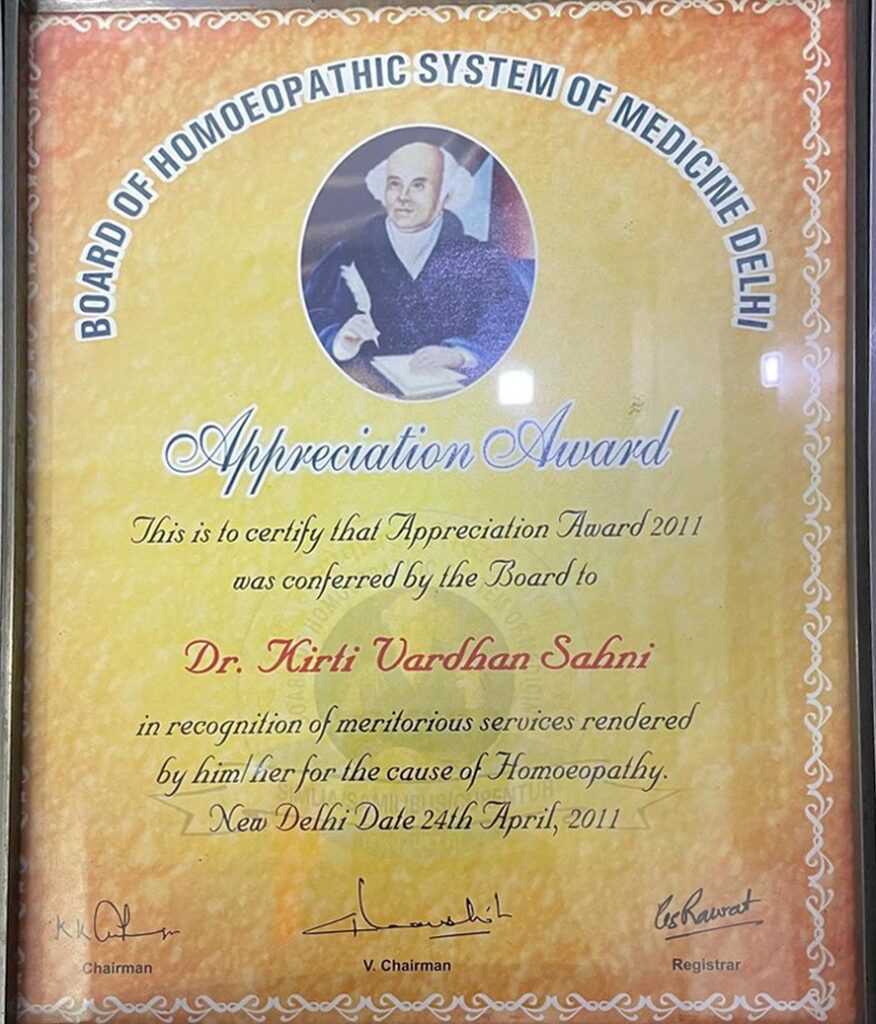 BOARD OF HOMOEOPATHIC SYSTEM OF MEDICINE DELHI
Appreciation Award
This is to certify that Appreciation Award 2011
was conferred by the Board to
Dr. Kirti Vardhan Sahni
in recognition of meritorious services rendered
by him/her for the cause of Homoeopathy.
New Delhi Date 24th April, 2011
Rawat
Chairman
V. Chairman
Registrar